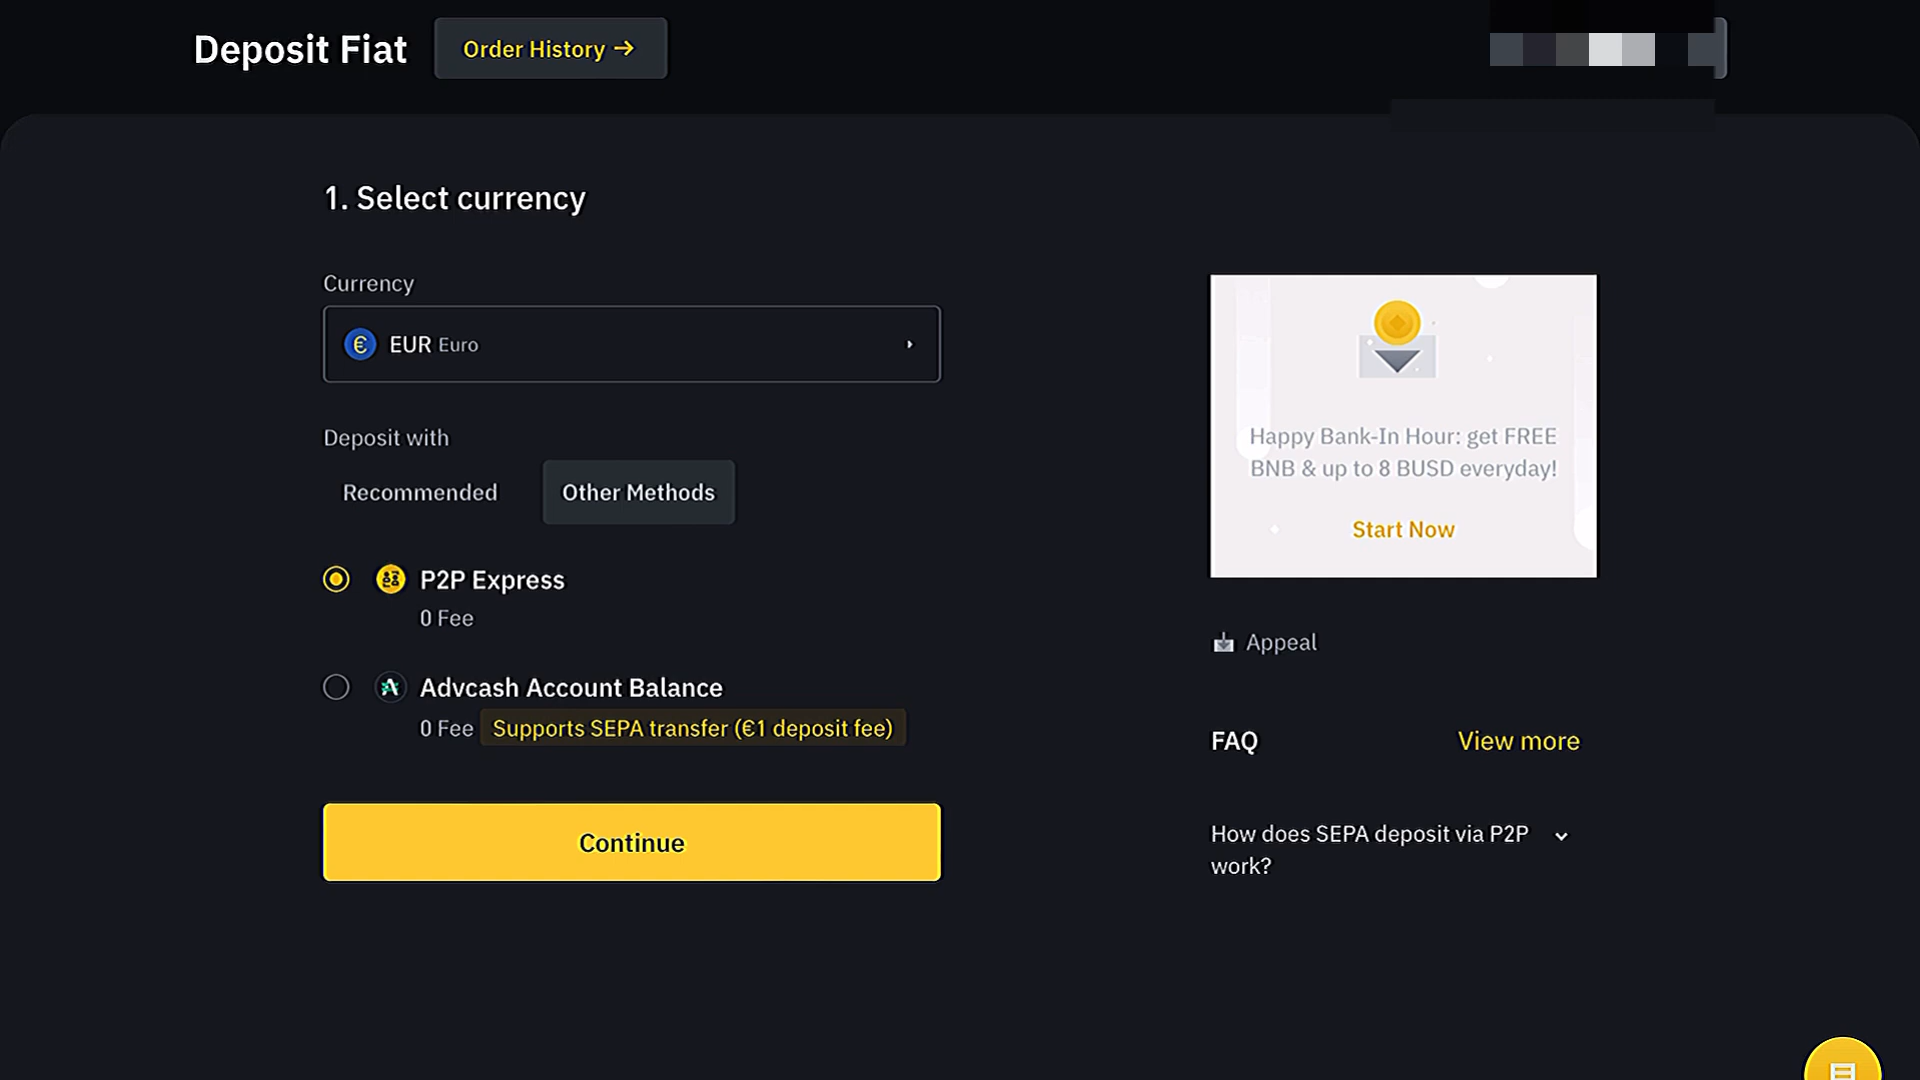 Deposit Fiat
Order History →
1. Select currency
Currency
€ EUR Euro
Deposit with
Recommended
Other Methods
P2P Express
0 Fee
Advcash Account Balance
0 Fee Supports SEPA transfer (€1 deposit fee)
Continue
Happy Bank-In Hour: get FREE
BNB & up to 8 BUSD everyday!
Start Now
Appeal
FAQ
View more
How does SEPA deposit via P2P
work?